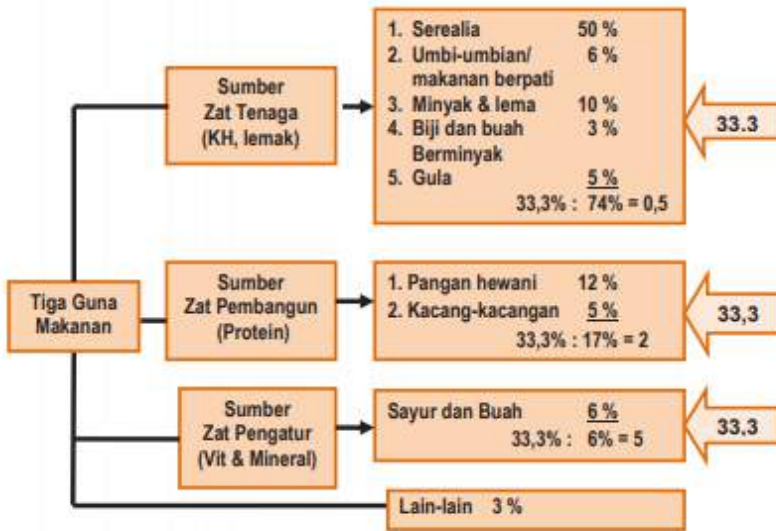 Tiga Guna
Makanan
Sumber
Zat Tenaga
(KH, lemak)
1. Serealia 50 %
2. Umbi-umbian/ 6 %
makanan berpati
3. Minyak & lema 10 %
4. Biji dan buah 3 %
Berminyak
5. Gula 5 %
33,3% : 74% = 0,5
33.3
Sumber
Zat Pembangun
(Protein)
1. Pangan hewani 12 %
2. Kacang-kacangan 5 %
33,3% : 17% = 2
33,3
Sumber
Zat Pengatur
(Vit & Mineral)
Sayur dan Buah 6 %
33,3% : 6% = 5
33,3
Lain-lain 3 %